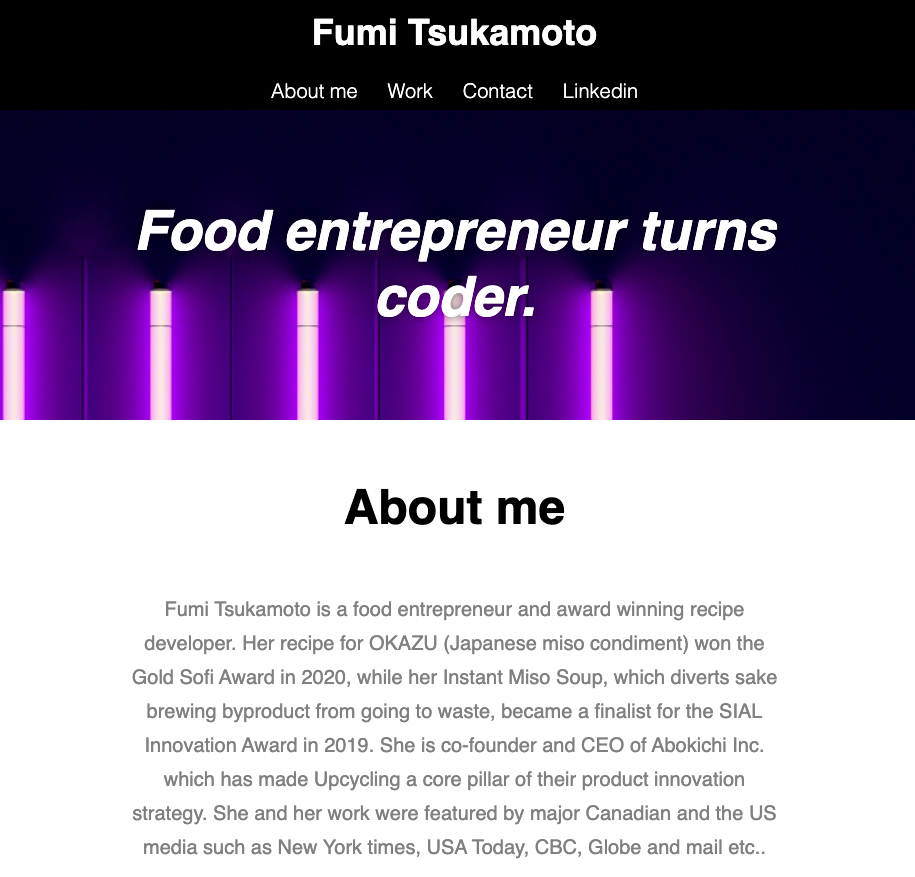 Fumi Tsukamoto
About me Work Contact Linkedin
Food entrepreneur turns
coder.
About me
Fumi Tsukamoto is a food entrepreneur and award winning recipe
developer. Her recipe for OKAZU (Japanese miso condiment) won the
Gold Sofi Award in 2020, while her Instant Miso Soup, which diverts sake
brewing byproduct from going to waste, became a finalist for the SIAL
Innovation Award in 2019. She is co-founder and CEO of Abokichi Inc.
which has made Upcycling a core pillar of their product innovation
strategy. She and her work were featured by major Canadian and the US
media such as New York times, USA Today, CBC, Globe and mail etc..